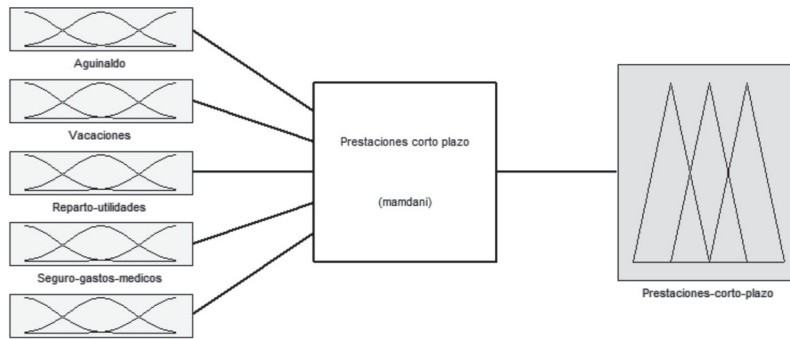 Aguinaldo
Vacaciones
Reparto-utilidades
Seguro-gastos-medicos
Prestaciones corto plazo
(mamdani)
Prestaciones-corto-plazo